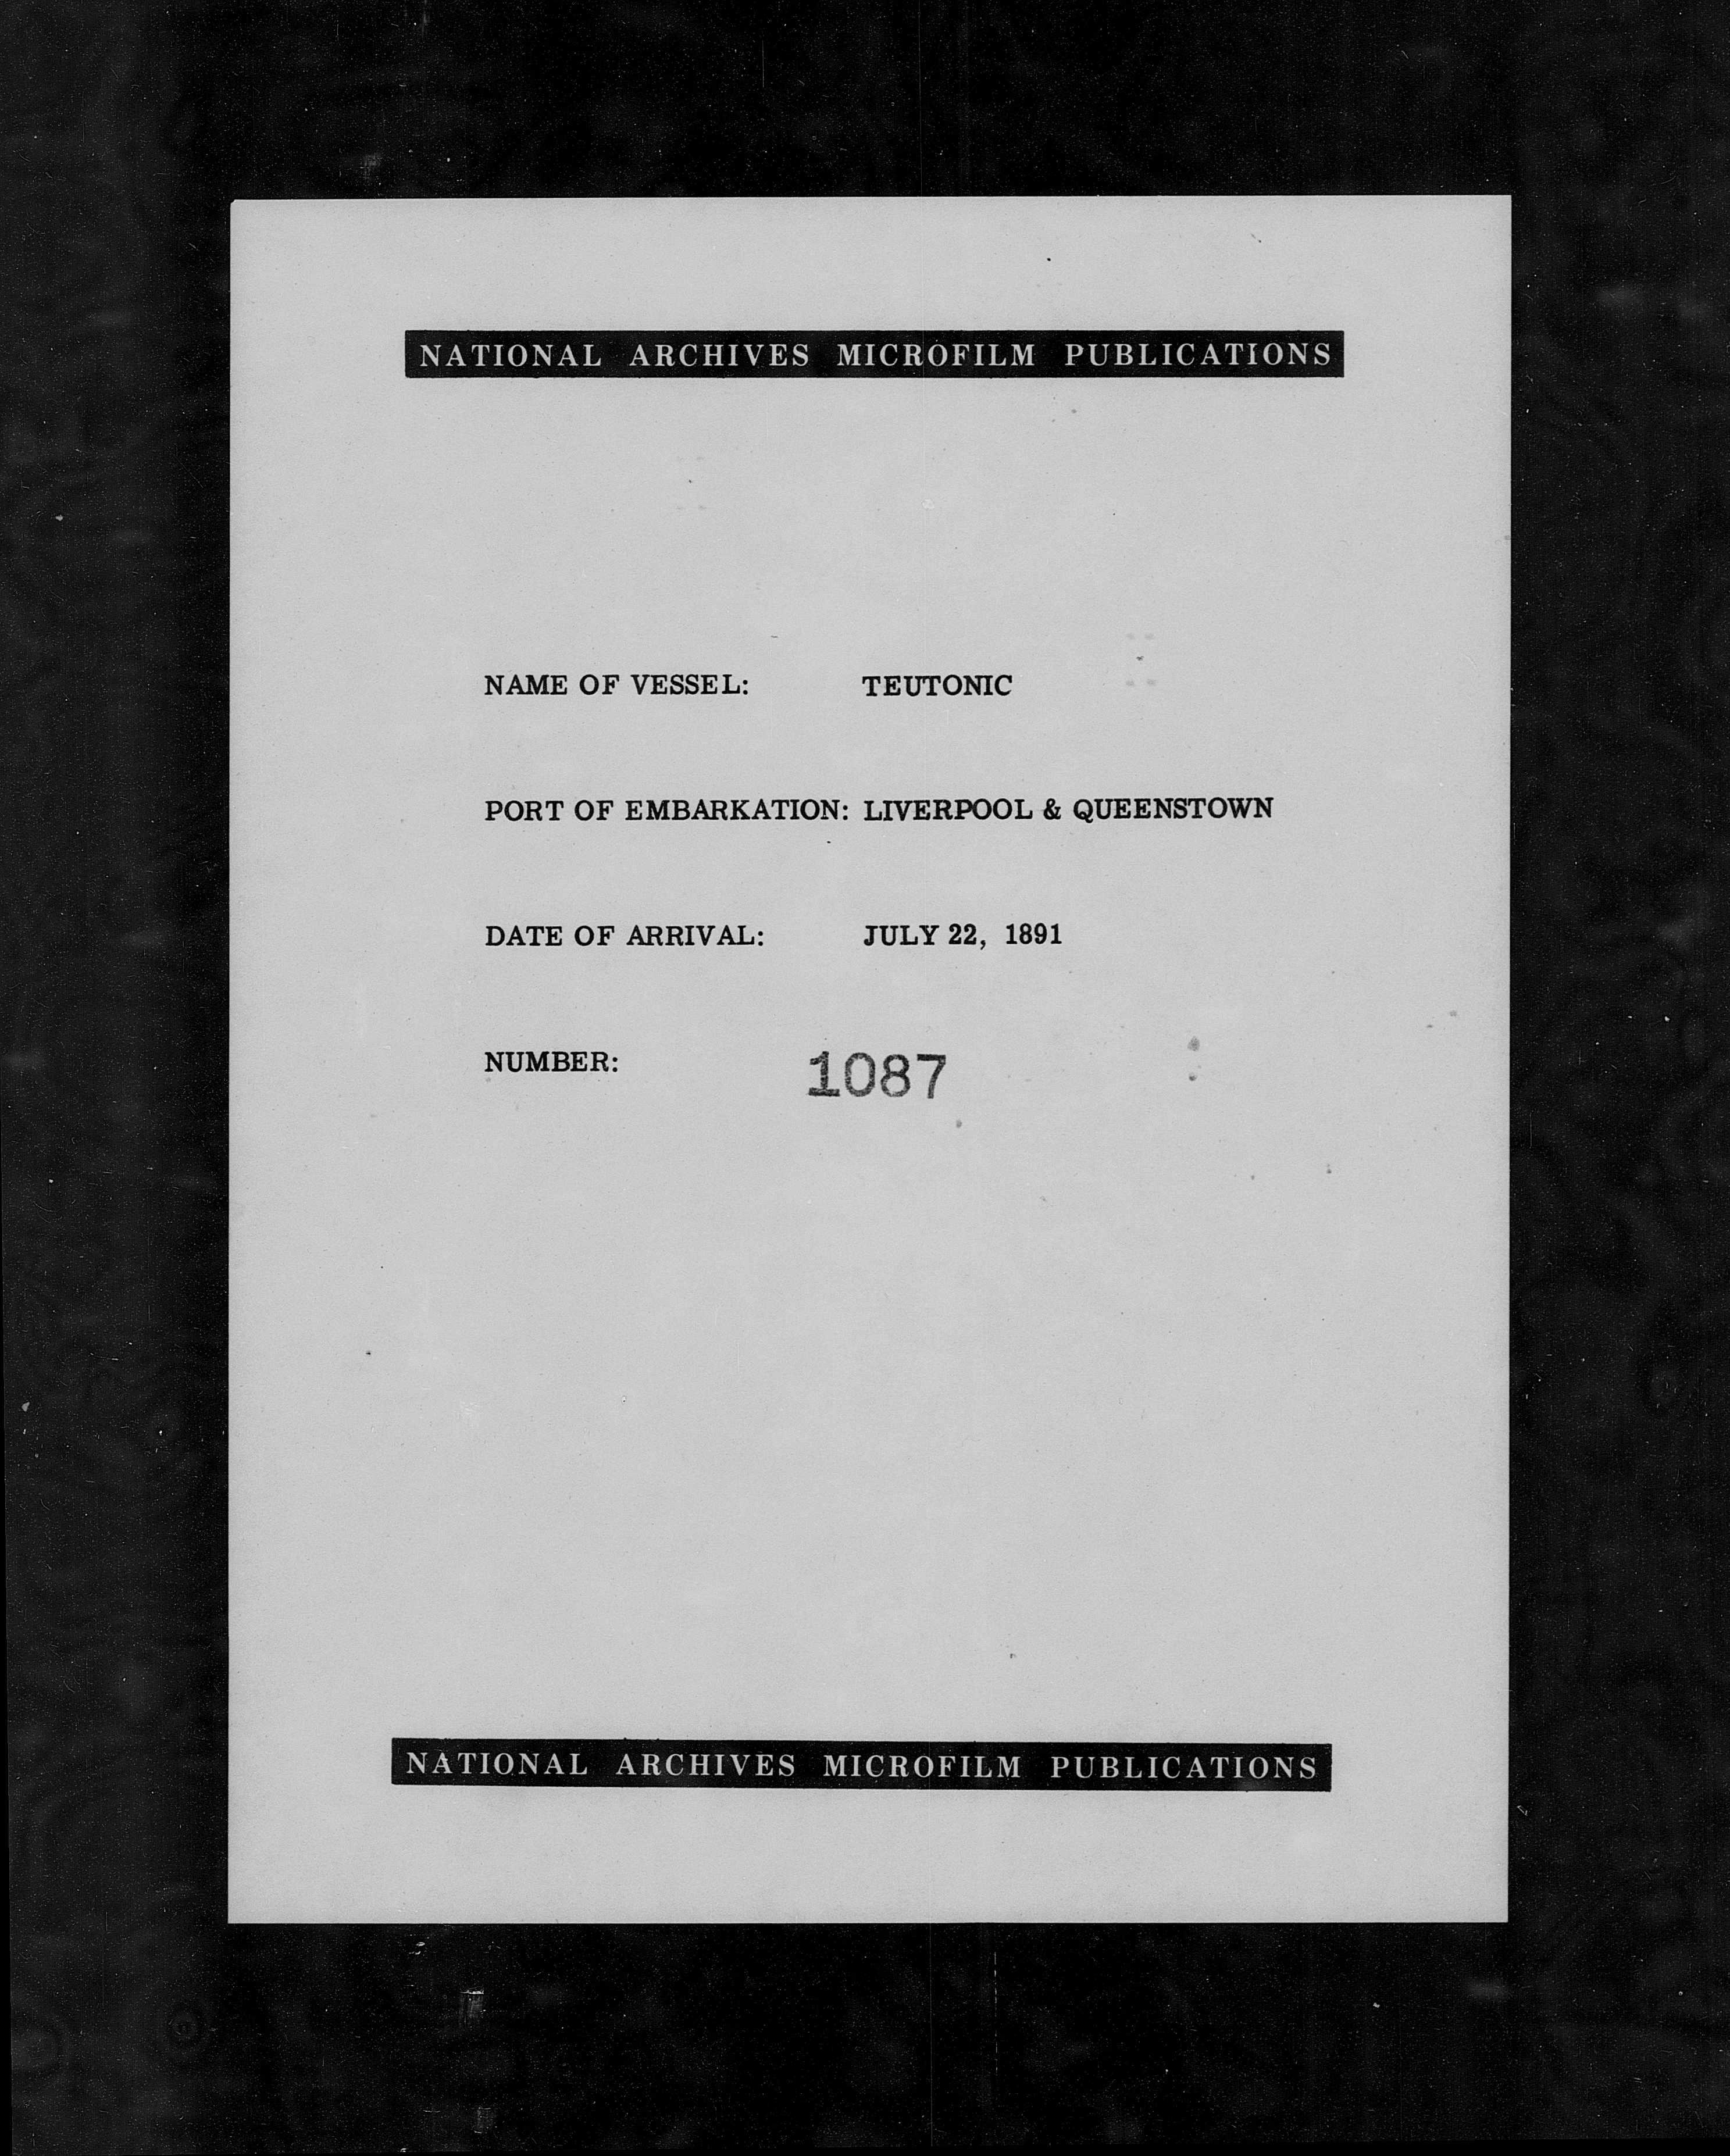 NATIONAL ARCHIVES MICROFILM PUBLICATIONS
NAME OF VESSEL: TEUTONIC
PORT OF EMBARKATION: LIVERPOOL & QUEENSTOWN
DATE OF ARRIVAL: JULY 22, 1891
NUMBER: 1087
NATIONAL ARCHIVES MICROFILM PUBLICATIONS